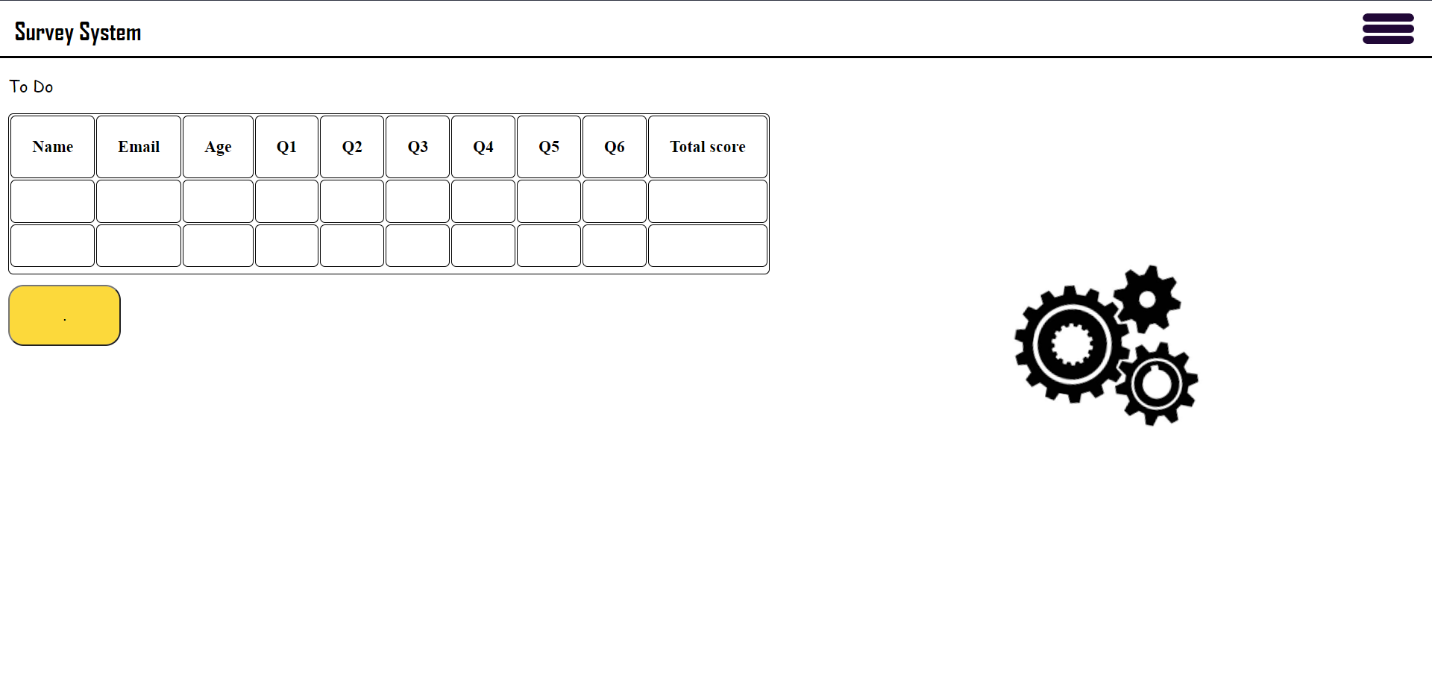 Survey System
To Do
Name Email Age Q1 Q2 Q3 Q4 Q5 Q6 Total score
.